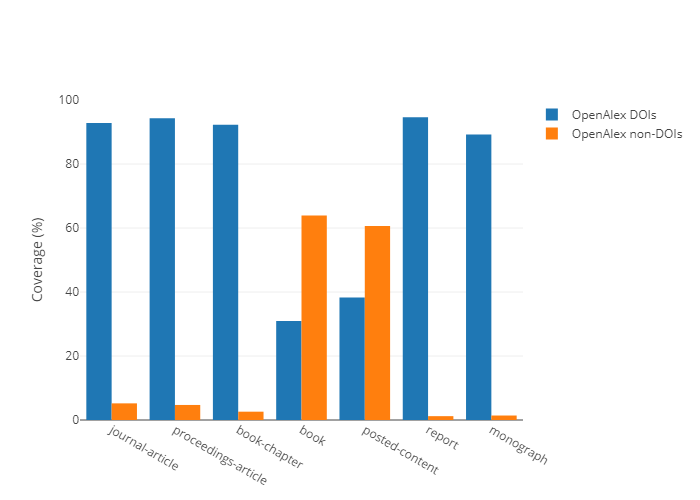 100
80
60
40
20
0
Coverage (%)
journal-article
proceedings-article
book-chapter
book
posted-content
report
monograph
OpenAlex DOIs
OpenAlex non-DOIs